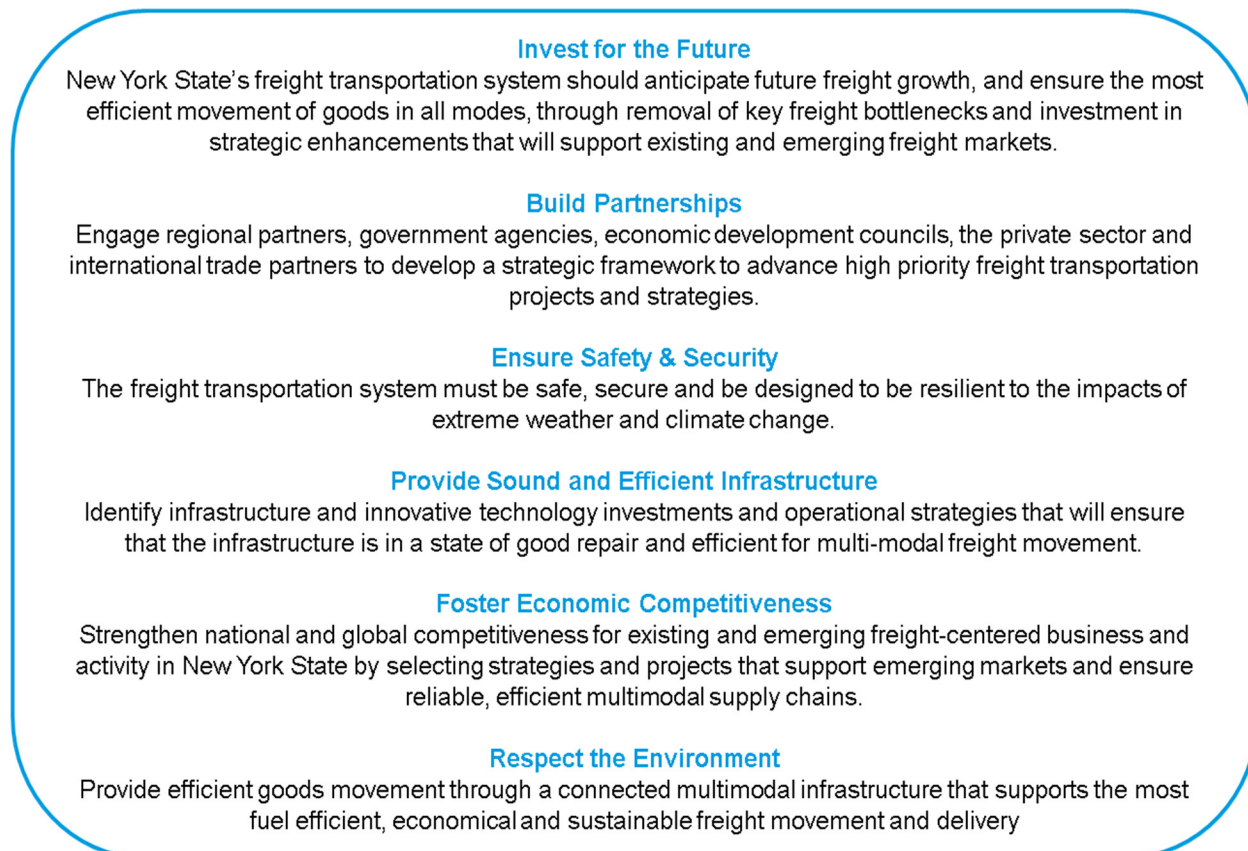 Invest for the Future
New York State's freight transportation system should anticipate future freight growth, and ensure the most
efficient movement of goods in all modes, through removal of key freight bottlenecks and investment in
strategic enhancements that will support existing and emerging freight markets.
Build Partnerships
Engage regional partners, government agencies, economic development councils, the private sector and
international trade partners to develop a strategic framework to advance high priority freight transportation
projects and strategies.
Ensure Safety & Security
The freight transportation system must be safe, secure and be designed to be resilient to the impacts of
extreme weather and climate change.
Provide Sound and Efficient Infrastructure
Identify infrastructure and innovative technology investments and operational strategies that will ensure
that the infrastructure is in a state of good repair and efficient for multi-modal freight movement.
Foster Economic Competitiveness
Strengthen national and global competitiveness for existing and emerging freight-centered business and
activity in New York State by selecting strategies and projects that support emerging markets and ensure
reliable, efficient multimodal supply chains.
Respect the Environment
Provide efficient goods movement through a connected multimodal infrastructure that supports the most
fuel efficient, economical and sustainable freight movement and delivery